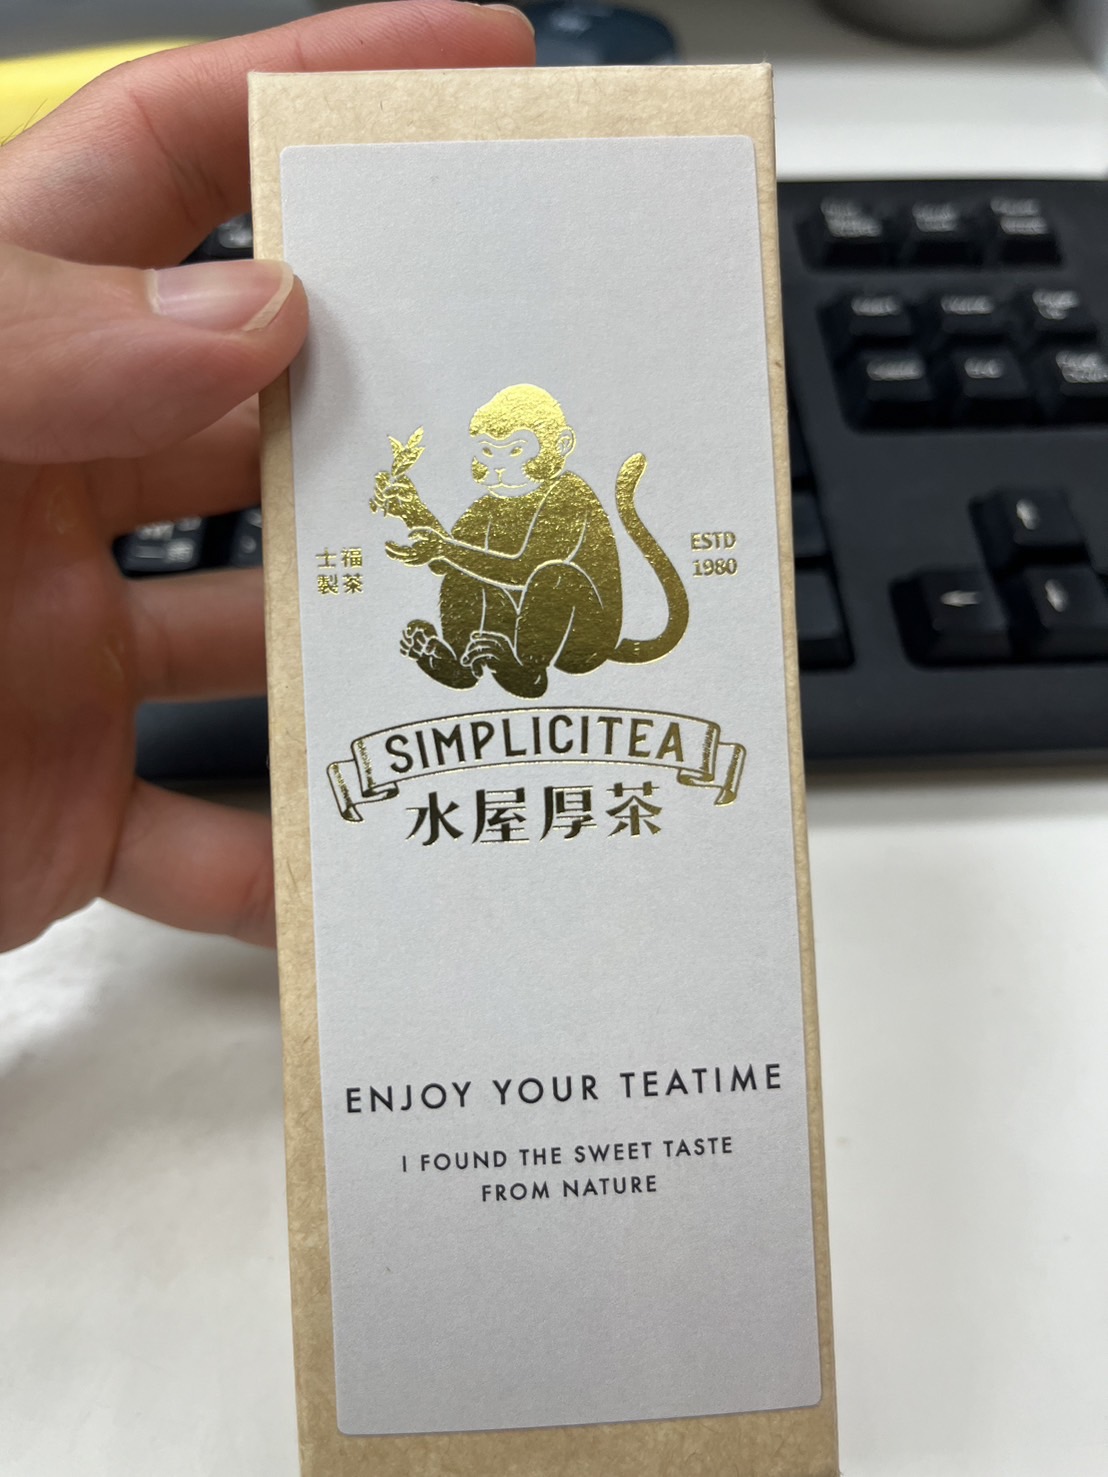 士福
製茶
ESTD
1980
SIMPLICITEA
水屋厚茶
ENJOY YOUR TEATIME
I FOUND THE SWEET TASTE
FROM NATURE